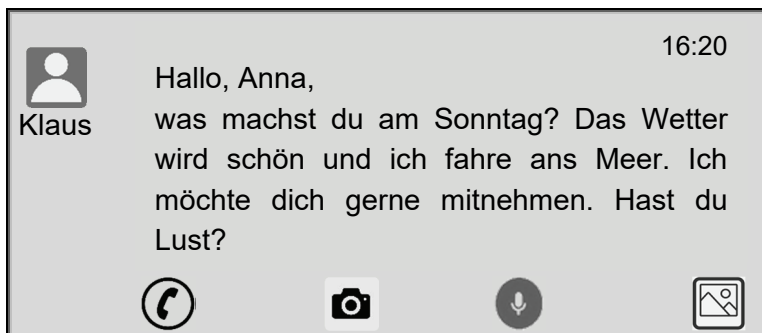 16:20
Hallo, Anna,
Klaus
was machst du am Sonntag? Das Wetter
wird schön und ich fahre ans Meer. Ich
möchte dich gerne mitnehmen. Hast du
Lust?